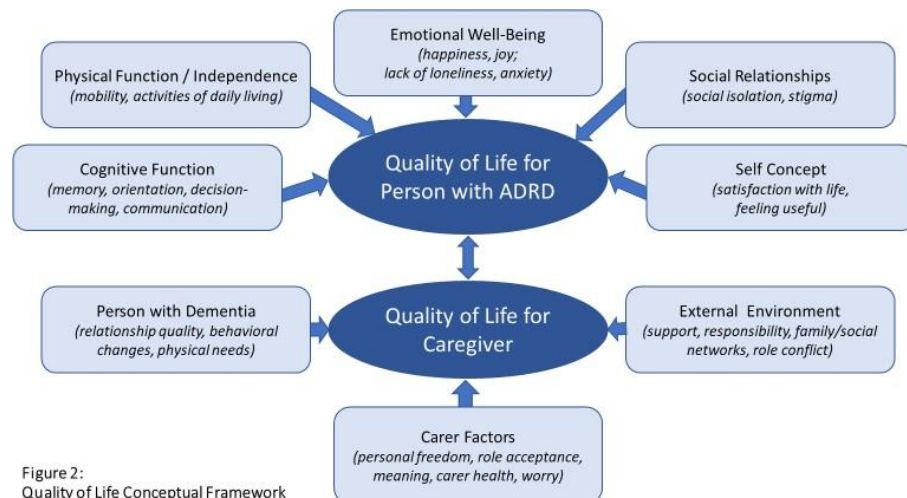 Emotional Well-Being
(happiness, joy;
lack of loneliness, anxiety)
Physical Function / Independence
(mobility, activities of daily living)
Social Relationships
(social isolation, stigma)
Cognitive Function
(memory, orientation, decision-
making, communication)
Quality of Life for
Person with ADRD
Self Concept
(satisfaction with life,
feeling useful)
Person with Dementia
(relationship quality, behavioral
changes, physical needs)
Quality of Life for
Caregiver
External Environment
(support, responsibility, family/social
networks, role conflict)
Carer Factors
(personal freedom, role acceptance,
meaning, carer health, worry)
Figure 2:
Quality of Life Conceptual Framework